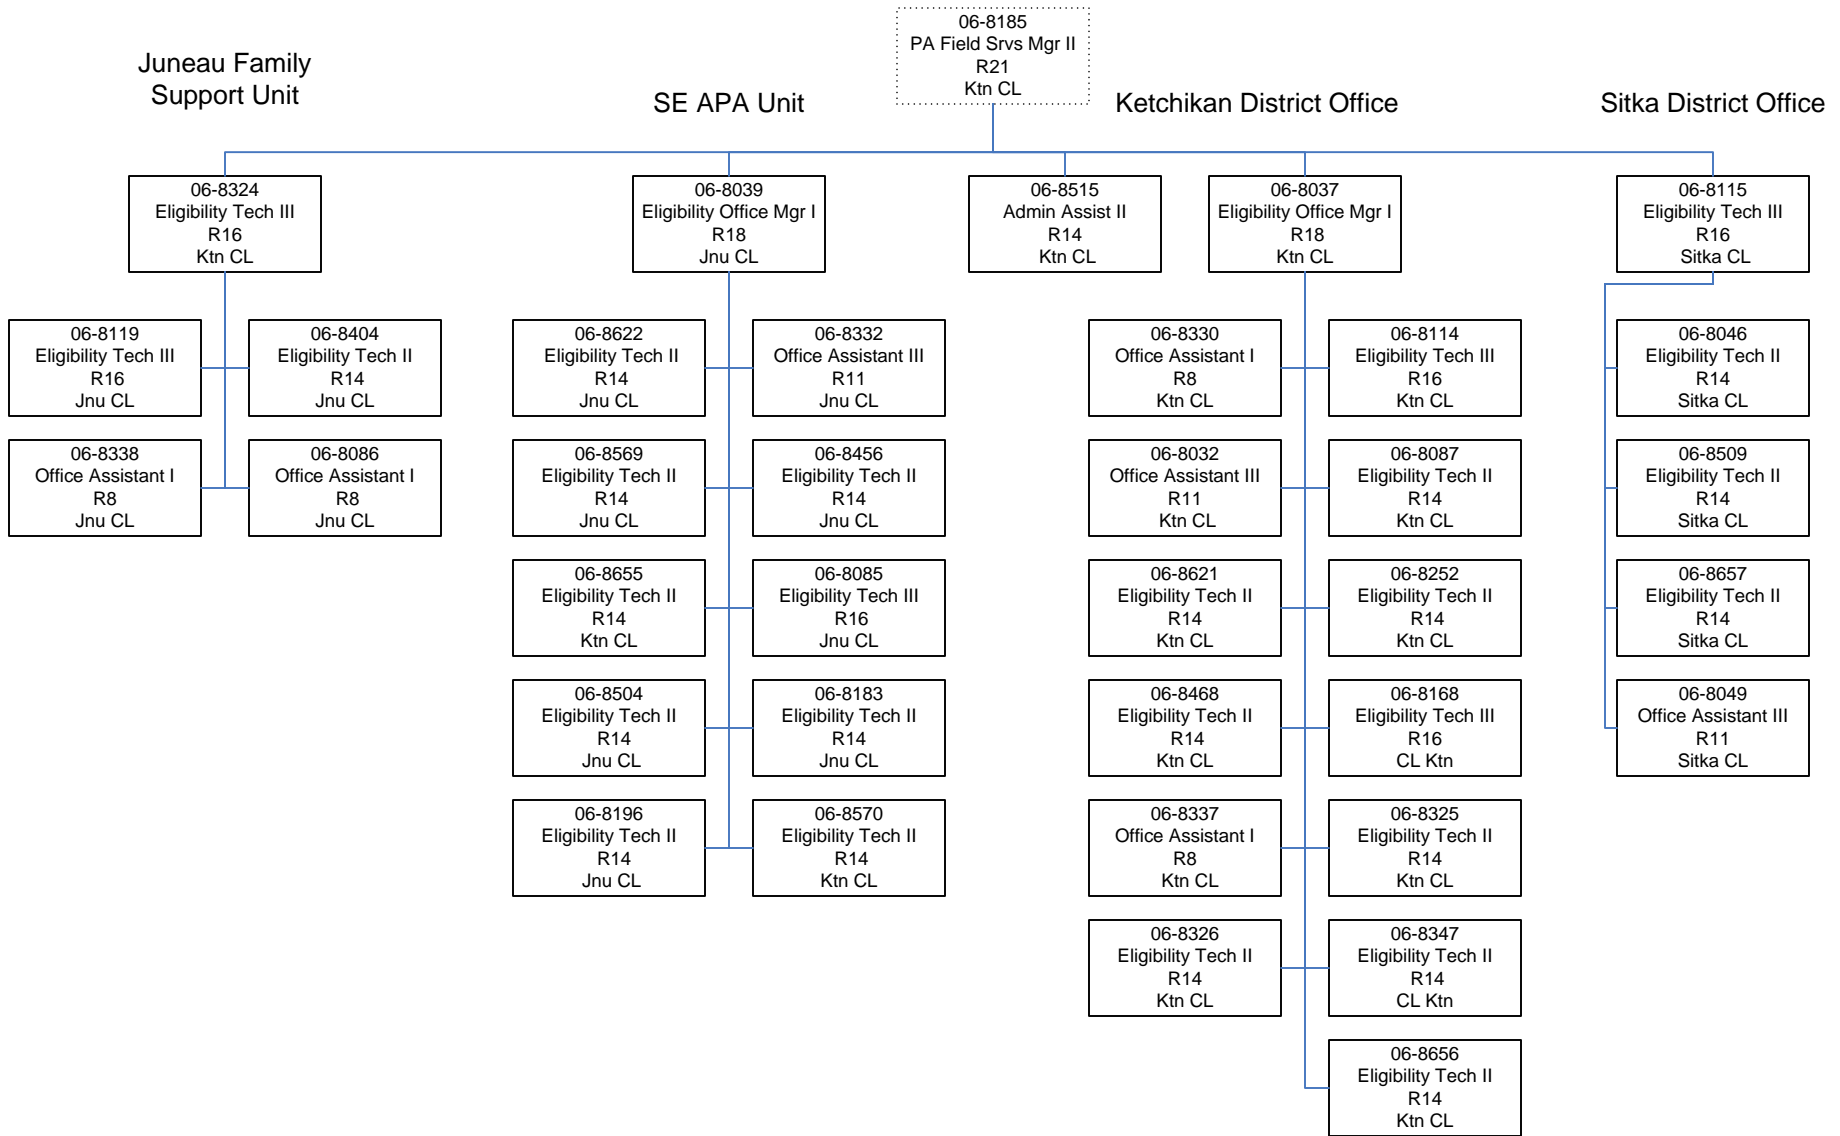 06-8185
PA Field Srvs Mgr II
R21
Ktn CL
Juneau Family
Support Unit
SE APA Unit
Ketchikan District Office
Sitka District Office
06-8324
Eligibility Tech III
R16
Ktn CL
06-8039
Eligibility Office Mgr I
R18
Jnu CL
06-8515
Admin Assist II
R14
Ktn CL
06-8037
Eligibility Office Mgr I
R18
Ktn CL
06-8115
Eligibility Tech III
R16
Sitka CL
06-8119
Eligibility Tech III
R16
Jnu CL
06-8404
Eligibility Tech II
R14
Jnu CL
06-8338
Office Assistant I
R8
Jnu CL
06-8086
Office Assistant I
R8
Jnu CL
06-8622
Eligibility Tech II
R14
Jnu CL
06-8332
Office Assistant III
R11
Jnu CL
06-8569
Eligibility Tech II
R14
Jnu CL
06-8456
Eligibility Tech II
R14
Jnu CL
06-8655
Eligibility Tech II
R14
Ktn CL
06-8085
Eligibility Tech III
R16
Jnu CL
06-8504
Eligibility Tech II
R14
Jnu CL
06-8183
Eligibility Tech II
R14
Jnu CL
06-8196
Eligibility Tech II
R14
Jnu CL
06-8570
Eligibility Tech II
R14
Ktn CL
06-8330
Office Assistant I
R8
Ktn CL
06-8114
Eligibility Tech III
R16
Ktn CL
06-8032
Office Assistant III
R11
Ktn CL
06-8087
Eligibility Tech II
R14
Ktn CL
06-8621
Eligibility Tech II
R14
Ktn CL
06-8252
Eligibility Tech II
R14
Ktn CL
06-8468
Eligibility Tech II
R14
Ktn CL
06-8168
Eligibility Tech III
R16
CL Ktn
06-8337
Office Assistant I
R8
Ktn CL
06-8325
Eligibility Tech II
R14
Ktn CL
06-8326
Eligibility Tech II
R14
Ktn CL
06-8347
Eligibility Tech II
R14
CL Ktn
06-8656
Eligibility Tech II
R14
Ktn CL
06-8046
Eligibility Tech II
R14
Sitka CL
06-8509
Eligibility Tech II
R14
Sitka CL
06-8657
Eligibility Tech II
R14
Sitka CL
06-8049
Office Assistant III
R11
Sitka CL